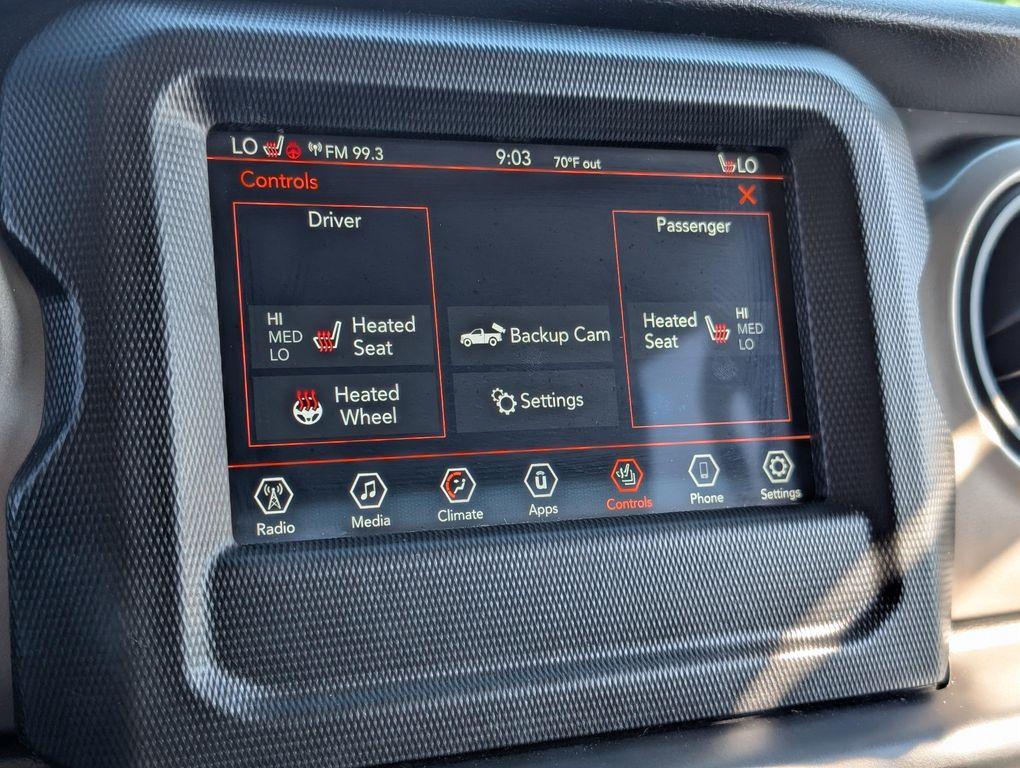 LO FM 99.3 9:03 70°F out LO
Controls
Driver
Passenger
HI
MED
LO
Heated
Seat
Backup Cam
Heated
Seat
HI
MED
LO
Heated
Wheel
Settings
Radio
Media
Climate
Apps
Controls
Phone
Settings